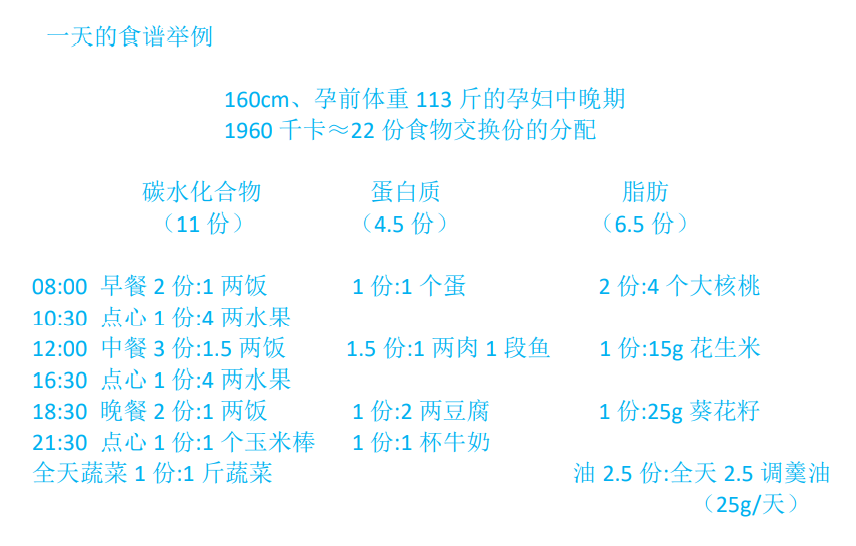 一天的食谱举例
160cm、孕前体重 113 斤的孕妇中晚期
1960 千卡≈22 份食物交换份的分配
碳水化合物 蛋白质 脂肪
（11 份） （4.5 份） （6.5 份）
08:00 早餐 2 份:1 两饭 1 份:1 个蛋 2 份:4 个大核桃
10:30 点心 1 份:4 两水果
12:00 中餐 3 份:1.5 两饭 1.5 份:1 两肉 1 段鱼 1 份:15g 花生米
16:30 点心 1 份:4 两水果
18:30 晚餐 2 份:1 两饭 1 份:2 两豆腐 1 份:25g 葵花籽
21:30 点心 1 份:1 个玉米棒 1 份:1 杯牛奶
全天蔬菜 1 份:1 斤蔬菜 油 2.5 份:全天 2.5 调羹油
（25g/天）